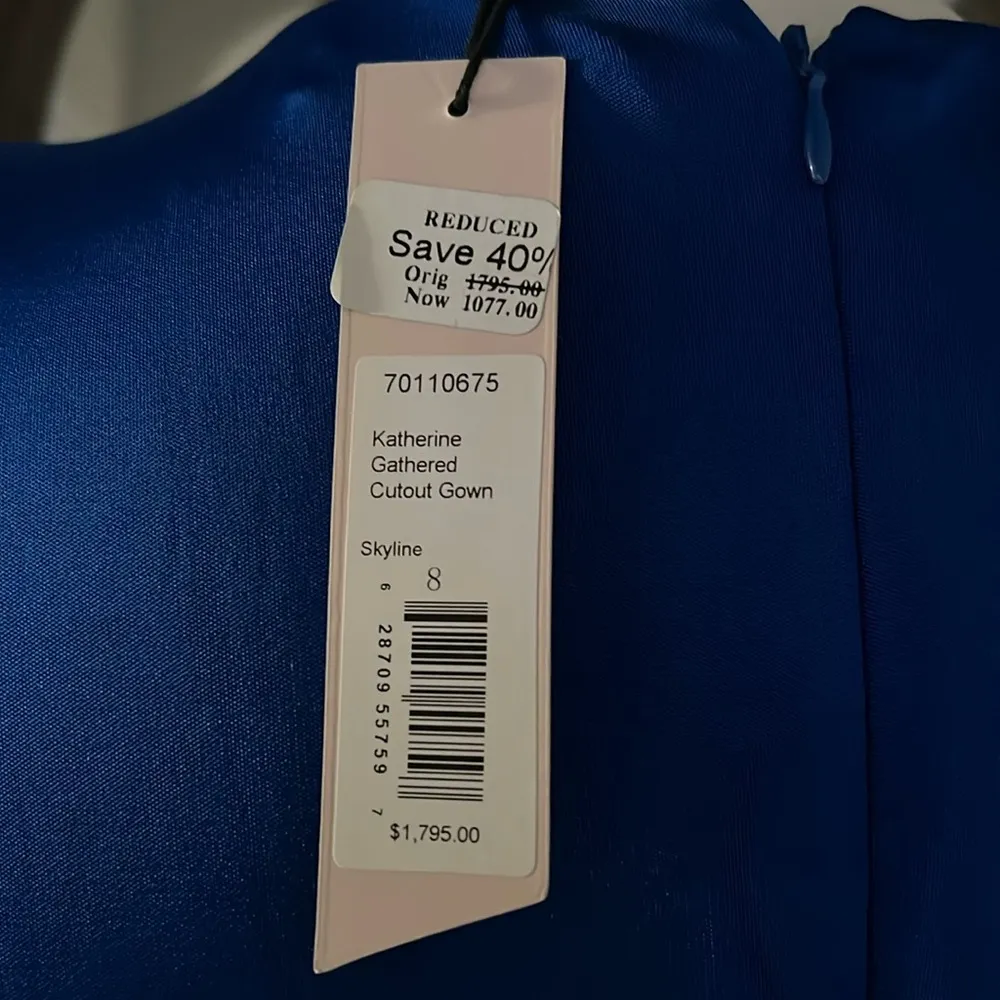 REDUCED
Save 40%
Orig 1795.00
Now 1077.00
70110675
Katherine
Gathered
Cutout Gown
Skyline
8
6 28709 55759 7
$1,795.00